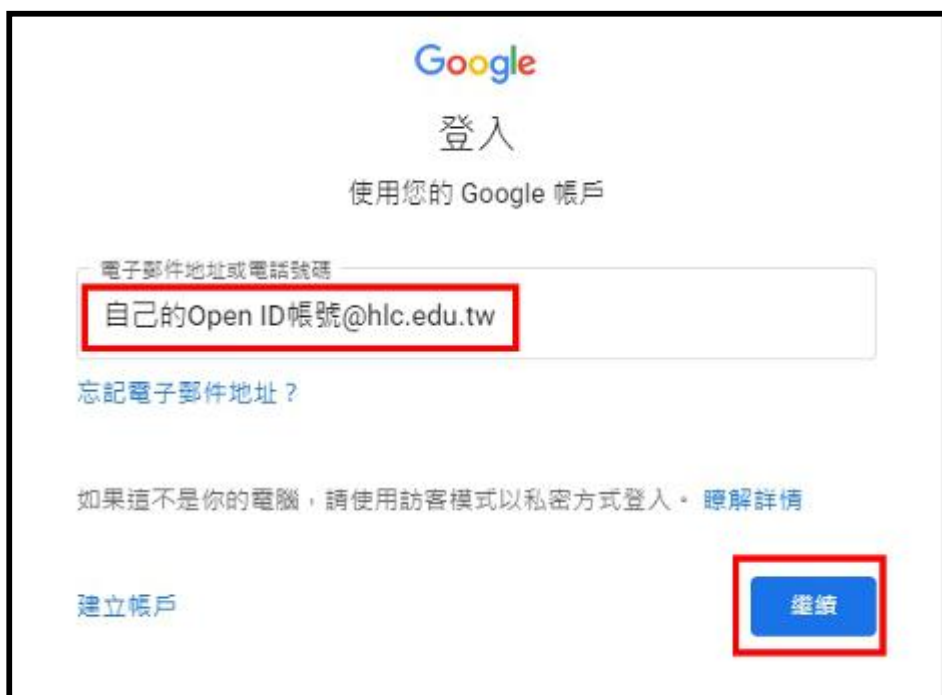 Google
登入
使用您的 Google 帳戶
電子郵件地址或電話號碼
自己的Open ID帳號@hlc.edu.tw
忘記電子郵件地址？
如果這不是你的電腦，請使用訪客模式以私密方式登入。 瞭解詳情
建立帳戶
繼續